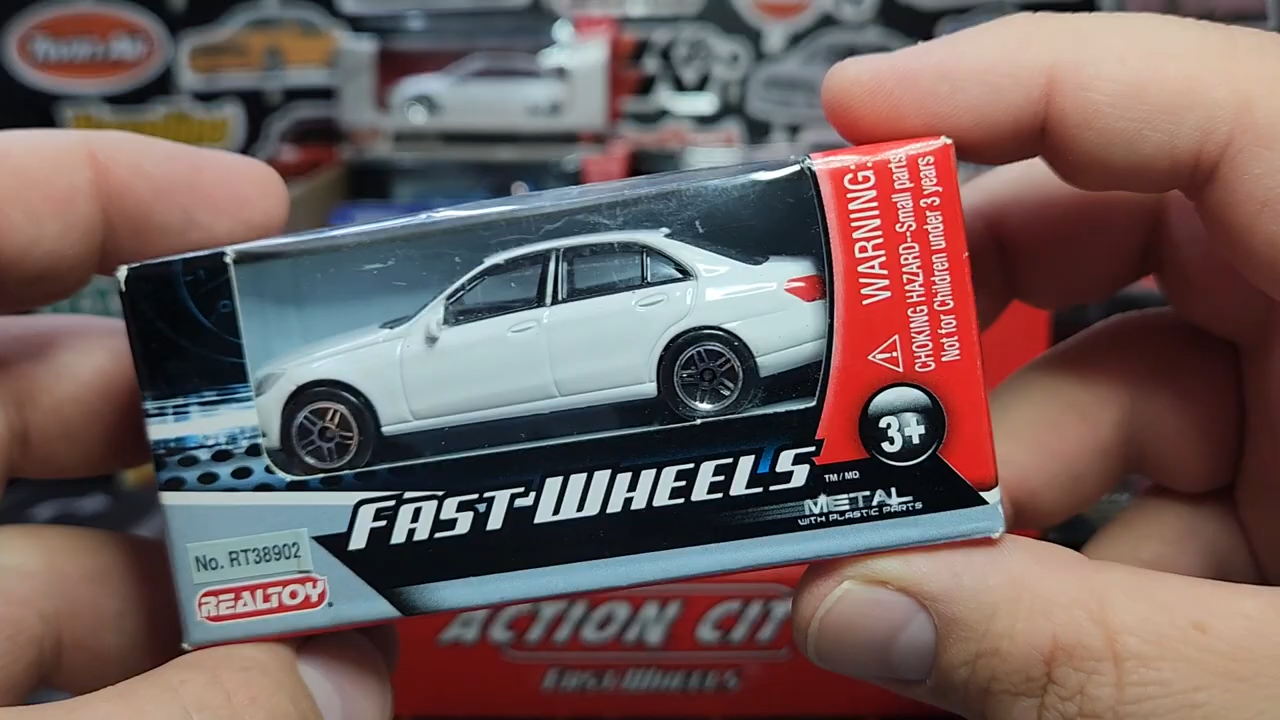 WARNING:
CHOKING HAZARD--Small parts
Not for Children under 3 years
3+
FAST-WHEELS
TM / MD
METAL
WITH PLASTIC PARTS
No. RT38902
REALTOY
ACTION CIT
FAST-WHEELS